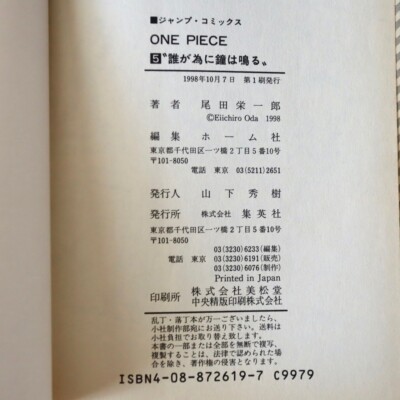 ■ジャンプ・コミックス
ONE PIECE
5〝誰が為に鐘は鳴る〟
1998年10月7日 第1刷発行
著者 尾田栄一郎
©Eiichiro Oda 1998
編集 ホーム社
東京都千代田区一ツ橋2丁目5番10号
〒101-8050
電話 東京 03(5211)2651
発行人 山下秀樹
発行所 株式会社 集英社
東京都千代田区一ツ橋2丁目5番10号
〒101-8050
03(3230)6233(編集)
電話 東京 03(3230)6191(販売)
03(3230)6076(制作)
Printed in Japan
印刷所 株式会社美松堂
中央精版印刷株式会社
乱丁・落丁本が万一ございましたら、
小社制作部宛にお送り下さい。送料は
小社負担でお取り替え致します。
本書の一部または全部を無断で複写、
複製することは、法律で認められた場合
を除き、著作権の侵害となります。
ISBN4-08-872619-7 C9979